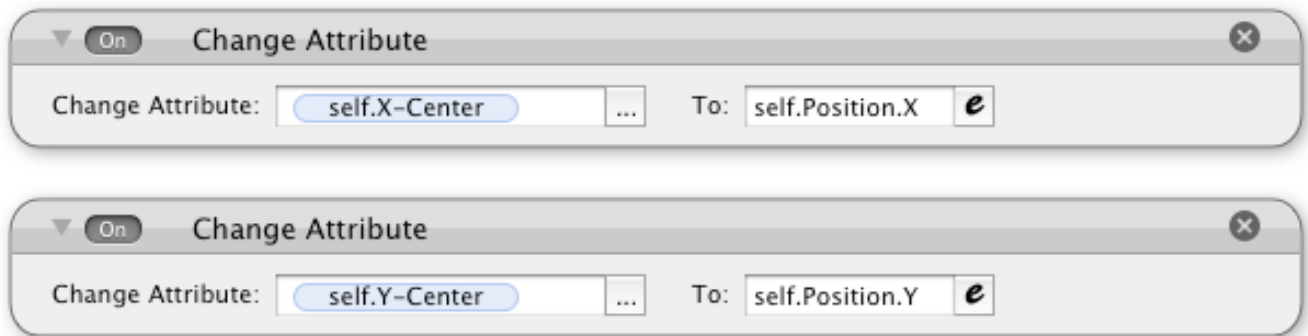 On Change Attribute
Change Attribute: self.X-Center ... To: self.Position.X e
On Change Attribute
Change Attribute: self.Y-Center ... To: self.Position.Y e